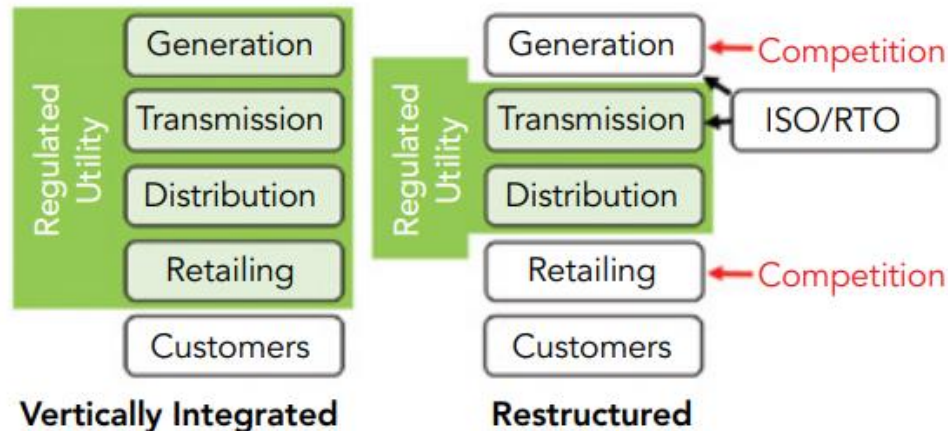 Regulated
Utility
Generation
Transmission
Distribution
Retailing
Customers
Vertically Integrated
Regulated
Utility
Generation
Transmission
Distribution
Retailing
Customers
Restructured
Competition
ISO/RTO
Competition